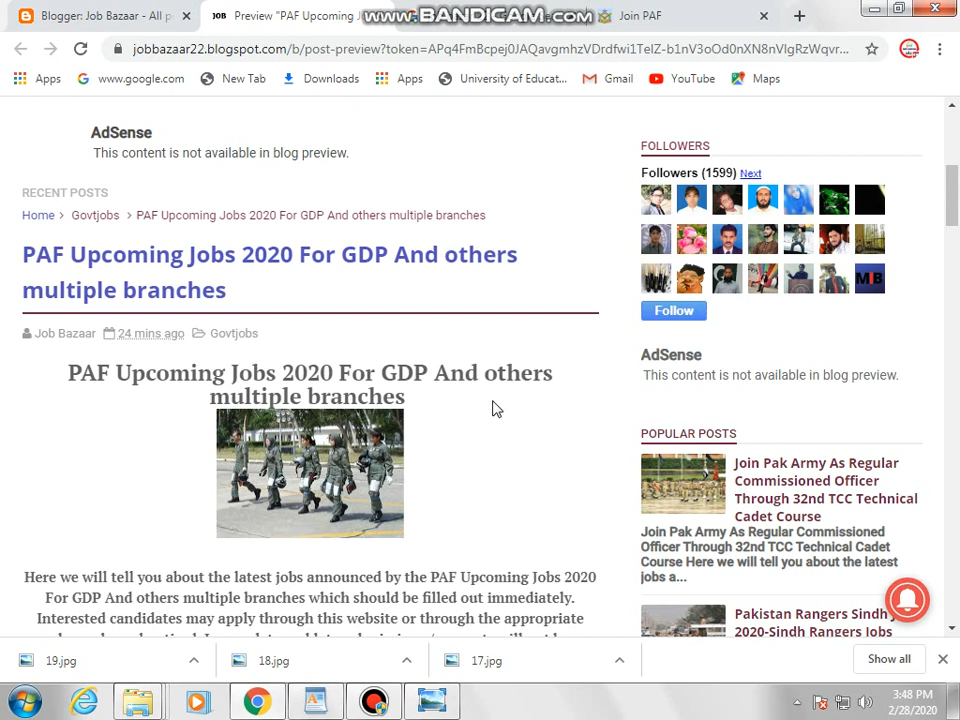 Blogger: Job Bazaar - All p
Preview "PAF Upcoming J
WWW.BANDICAM.COM
Join PAF
jobbazaar22.blogspot.com/b/post-preview?token=APq4FmBcpej0JAQavgmhzVDrdfwi1TelZ-b1nV3oOd0nXN8nVlgRzWqvr...
Apps
www.google.com
New Tab
Downloads
Apps
University of Educat...
Gmail
YouTube
Maps
AdSense
This content is not available in blog preview.
RECENT POSTS
Home > Govtjobs > PAF Upcoming Jobs 2020 For GDP And others multiple branches
PAF Upcoming Jobs 2020 For GDP And others
multiple branches
Job Bazaar 24 mins ago Govtjobs
PAF Upcoming Jobs 2020 For GDP And others
multiple branches
Here we will tell you about the latest jobs announced by the PAF Upcoming Jobs 2020
For GDP And others multiple branches which should be filled out immediately.
Interested candidates may apply through this website or through the appropriate
FOLLOWERS
Followers (1599) Next
MIB
Follow
AdSense
This content is not available in blog preview.
POPULAR POSTS
Join Pak Army As Regular
Commissioned Officer
Through 32nd TCC Technical
Cadet Course
Join Pak Army As Regular Commissioned
Officer Through 32nd TCC Technical Cadet
Course Here we will tell you about the latest
jobs a...
Pakistan Rangers Sindh
2020-Sindh Rangers Jobs
19.jpg
18.jpg
17.jpg
Show all
3:48 PM
2/28/2020